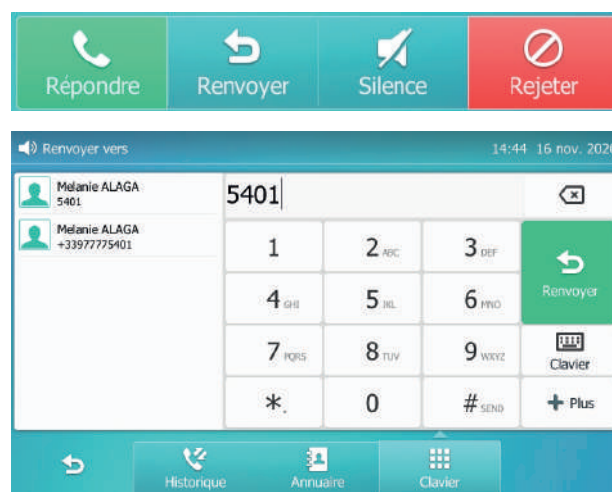 Répondre
Renvoyer
Silence
Rejeter
Renvoyer vers
14:44 16 nov. 2020
Melanie ALAGA
5401
5401
Melanie ALAGA
+33977775401
1
2 ABC
3 DEF
Renvoyer
4 GHI
5 JKL
6 MNO
7 PQRS
8 TUV
9 WXYZ
Clavier
*.
0
# SEND
+ Plus
Historique
Annuaire
Clavier